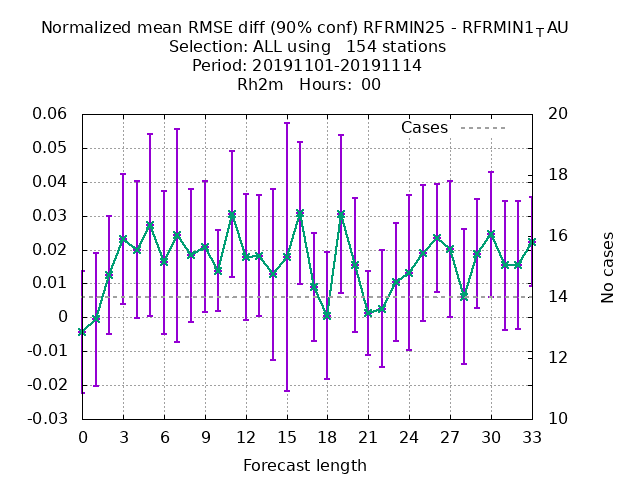 Normalized mean RMSE diff (90% conf) RFRMIN25 - RFRMIN1_TAU
Selection: ALL using 154 stations
Period: 20191101-20191114
Rh2m Hours: 00
Cases
0.06
0.05
0.04
0.03
0.02
0.01
0
-0.01
-0.02
-0.03
20
18
16
14
12
10
No cases
0 3 6 9 12 15 18 21 24 27 30 33
Forecast length